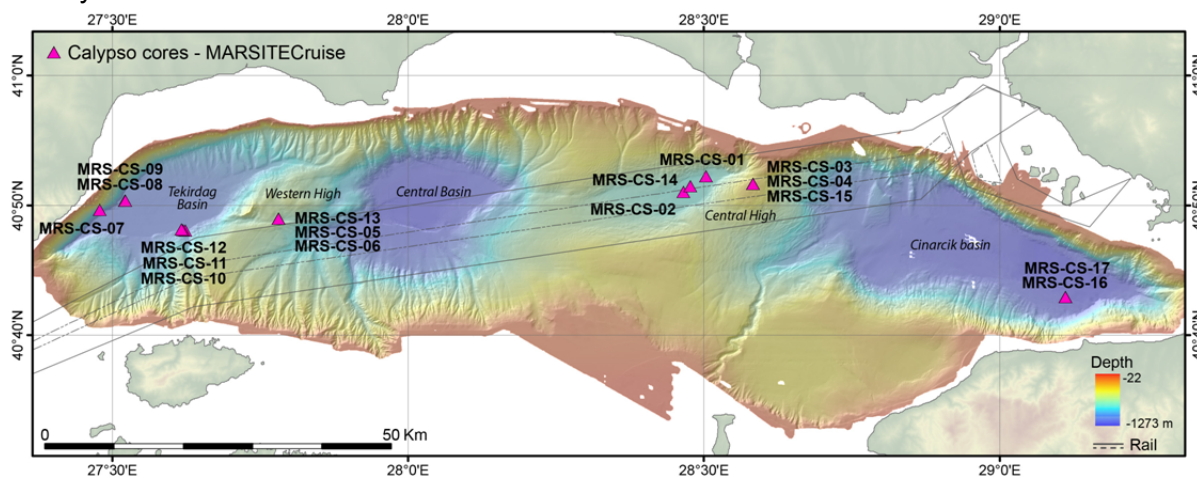 27°30'E 28°0'E 28°30'E 29°0'E
Calypso cores - MARSITECruise
41°0'N
40°50'N
40°40'N
MRS-CS-09
MRS-CS-08
MRS-CS-07
Tekirdag
Basin
MRS-CS-12
MRS-CS-11
MRS-CS-10
Western High
MRS-CS-13
MRS-CS-05
MRS-CS-06
Central Basin
MRS-CS-01
MRS-CS-14
MRS-CS-02
MRS-CS-03
MRS-CS-04
MRS-CS-15
Central High
Cinarcik basin
MRS-CS-17
MRS-CS-16
41°0'N
40°50'N
40°40'N
Depth
-22
-1273 m
Rail
0 50 Km
27°30'E 28°0'E 28°30'E 29°0'E